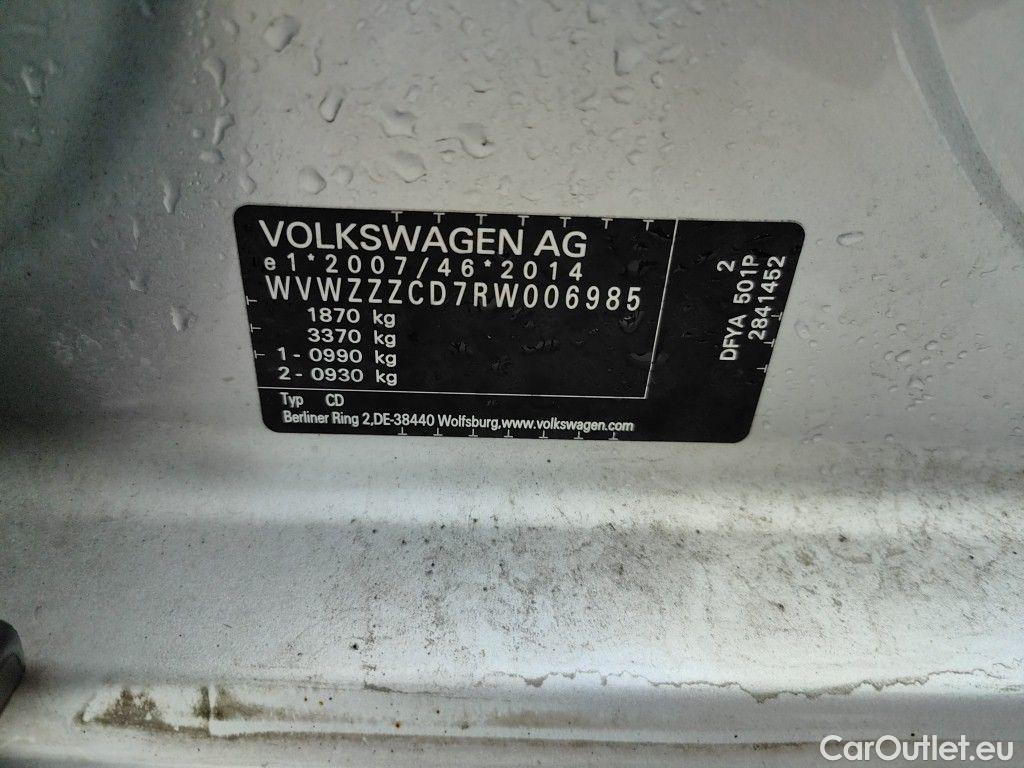 VOLKSWAGEN AG
e1*2007/46*2014
WVWZZZCD7RW006985
1870 kg
3370 kg
1 - 0990 kg
2 - 0930 kg
Typ CD
Berliner Ring 2,DE-38440 Wolfsburg,www.volkswagen.com
2
DFYA 501P
2841452
CarOutlet.eu